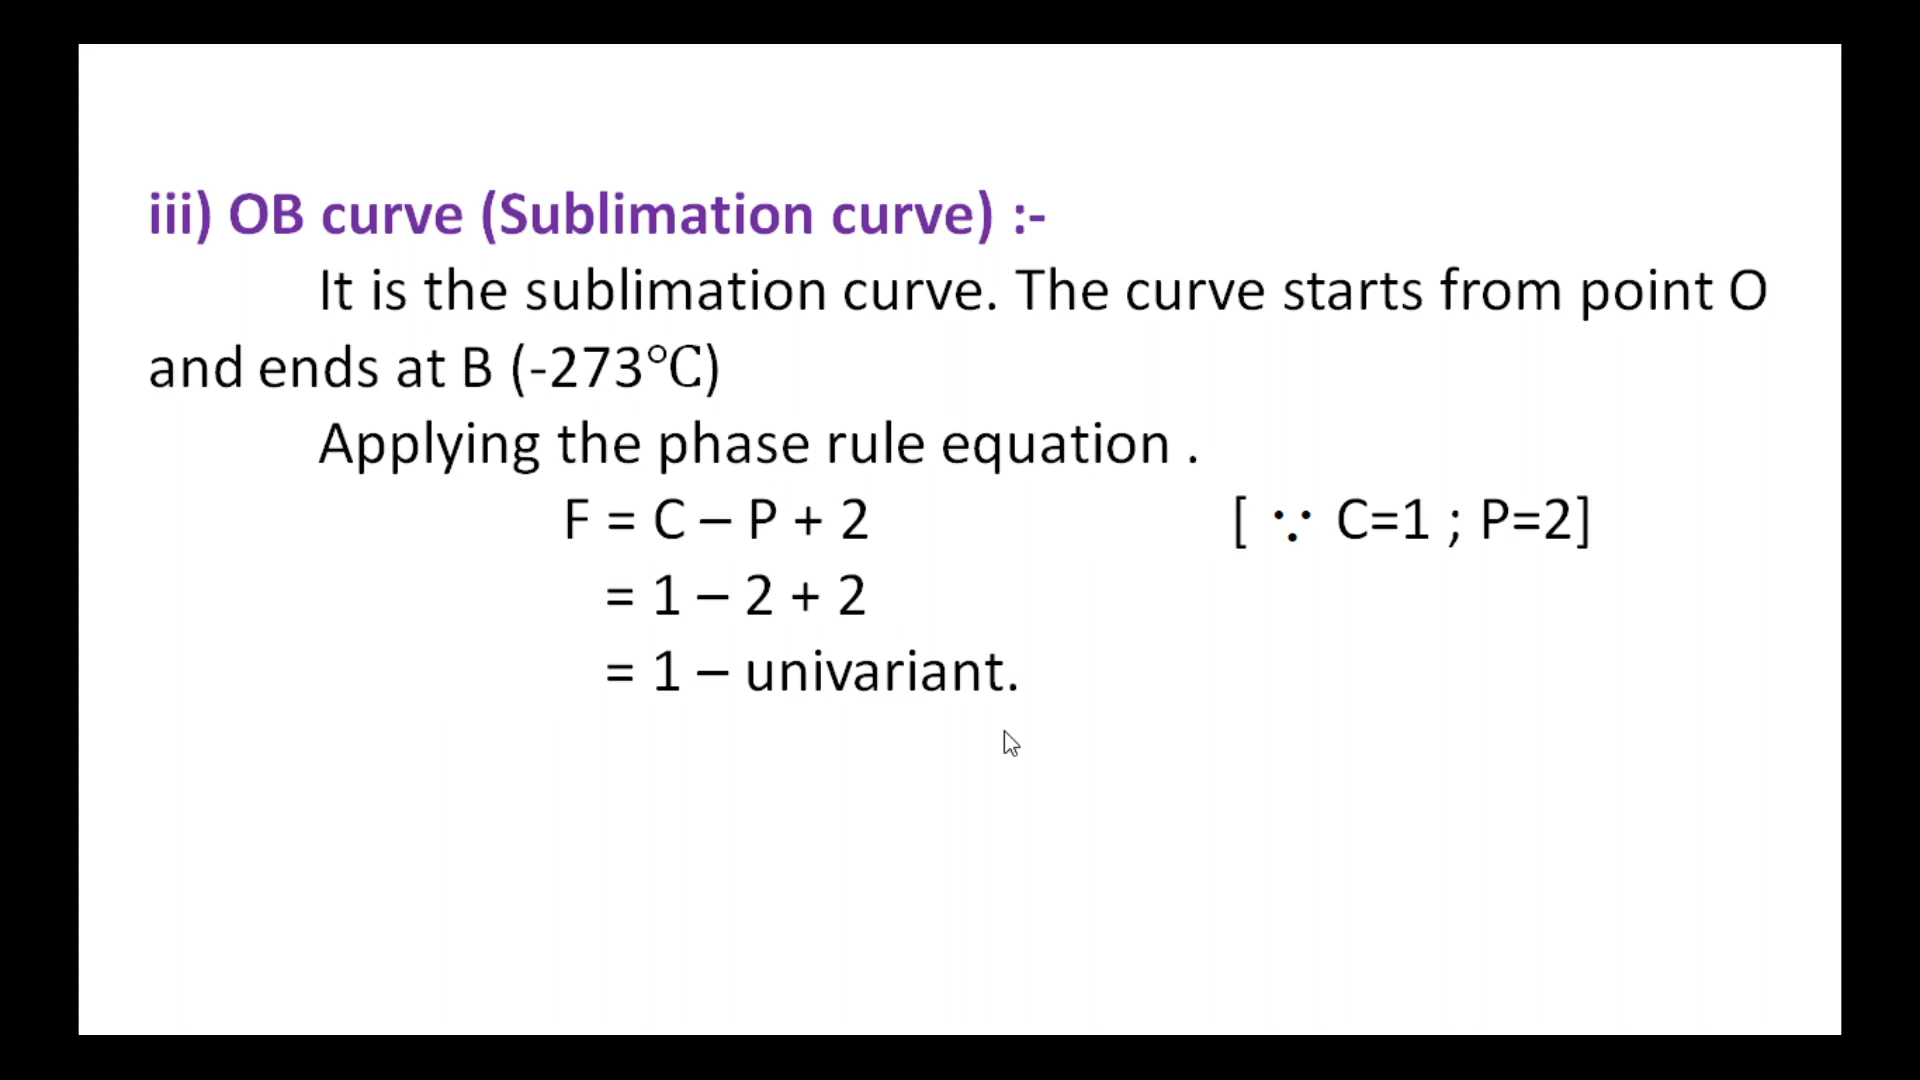 iii) OB curve (Sublimation curve) :-
It is the sublimation curve. The curve starts from point O
and ends at B (-273℃)
Applying the phase rule equation .
F = C – P + 2 [ ∵ C=1 ; P=2]
= 1 – 2 + 2
= 1 – univariant.